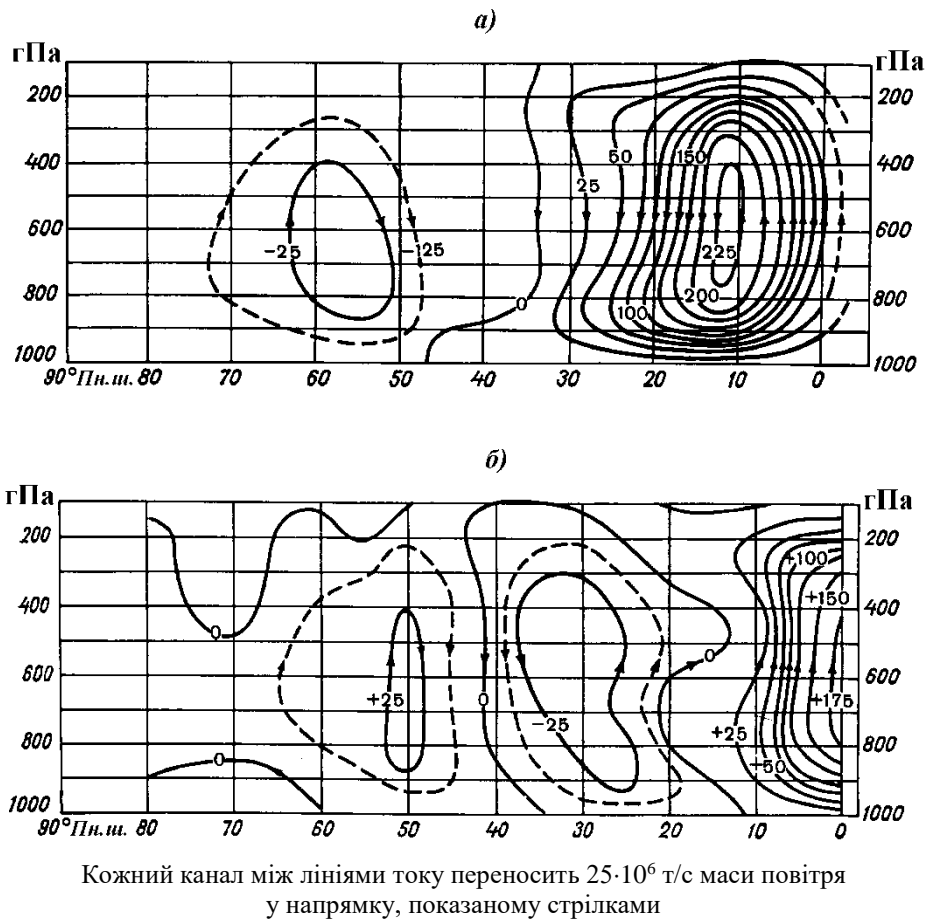 а)
гПа гПа
200 200
50 150
400 400
25
600 −25 −125 225 600
800 0 200 800
100
1000 1000
90°Пн.ш. 80 70 60 50 40 30 20 10 0
б)
гПа гПа
200 +100 200
400 +150 400
0 0
600 +25 0 −25 +175 600
+25
800 0 +50 800
1000 1000
90°Пн.ш. 80 70 60 50 40 30 20 10 0
Кожний канал між лініями току переносить 25·10⁶ т/с маси повітря
у напрямку, показаному стрілками